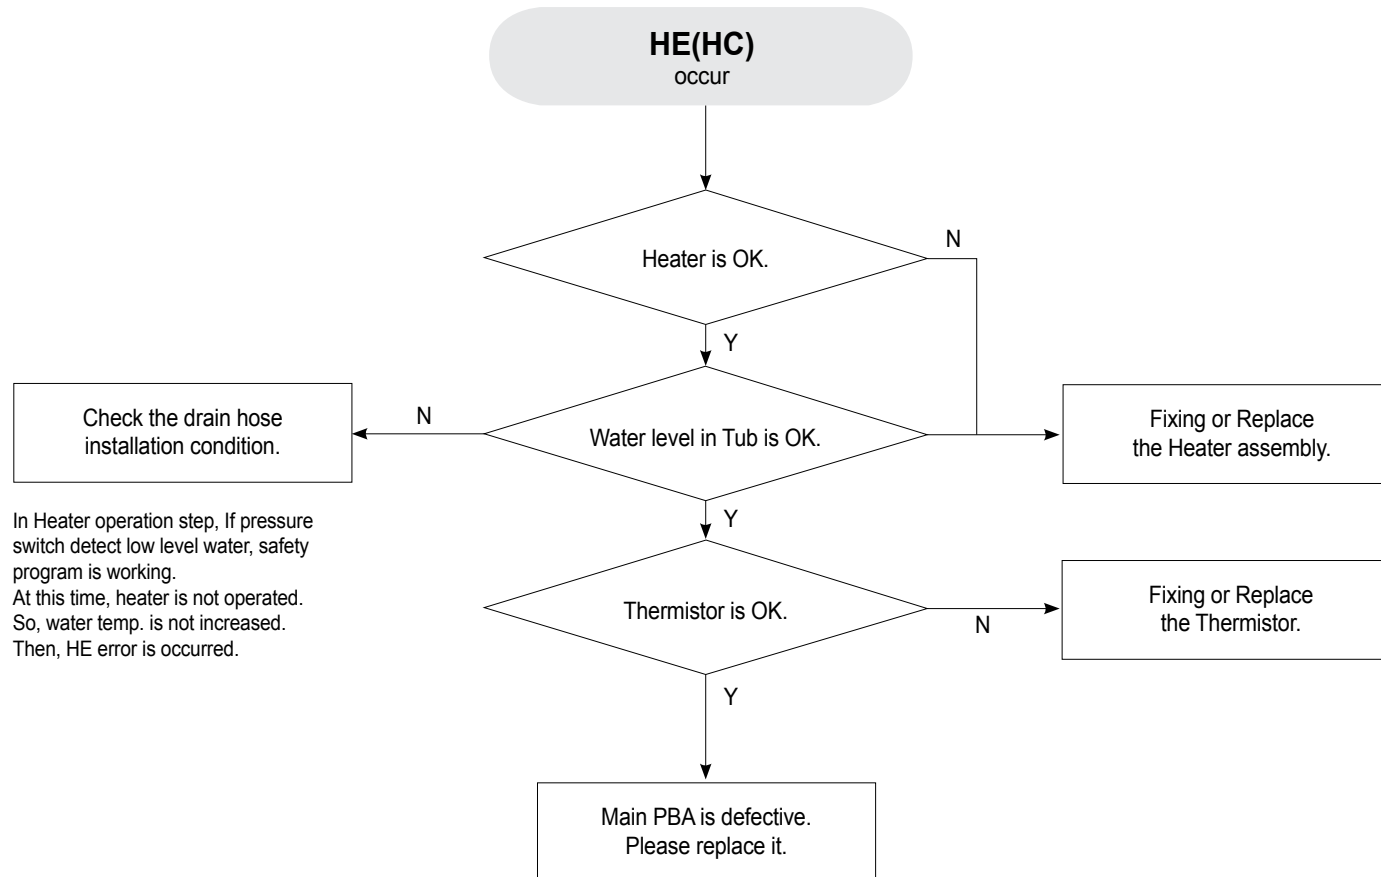 HE(HC)
occur
Heater is OK.
N
Y
Check the drain hose
installation condition.
N
Water level in Tub is OK.
Fixing or Replace
the Heater assembly.
In Heater operation step, If pressure
switch detect low level water, safety
program is working.
At this time, heater is not operated.
So, water temp. is not increased.
Then, HE error is occurred.
Y
Thermistor is OK.
N
Fixing or Replace
the Thermistor.
Y
Main PBA is defective.
Please replace it.